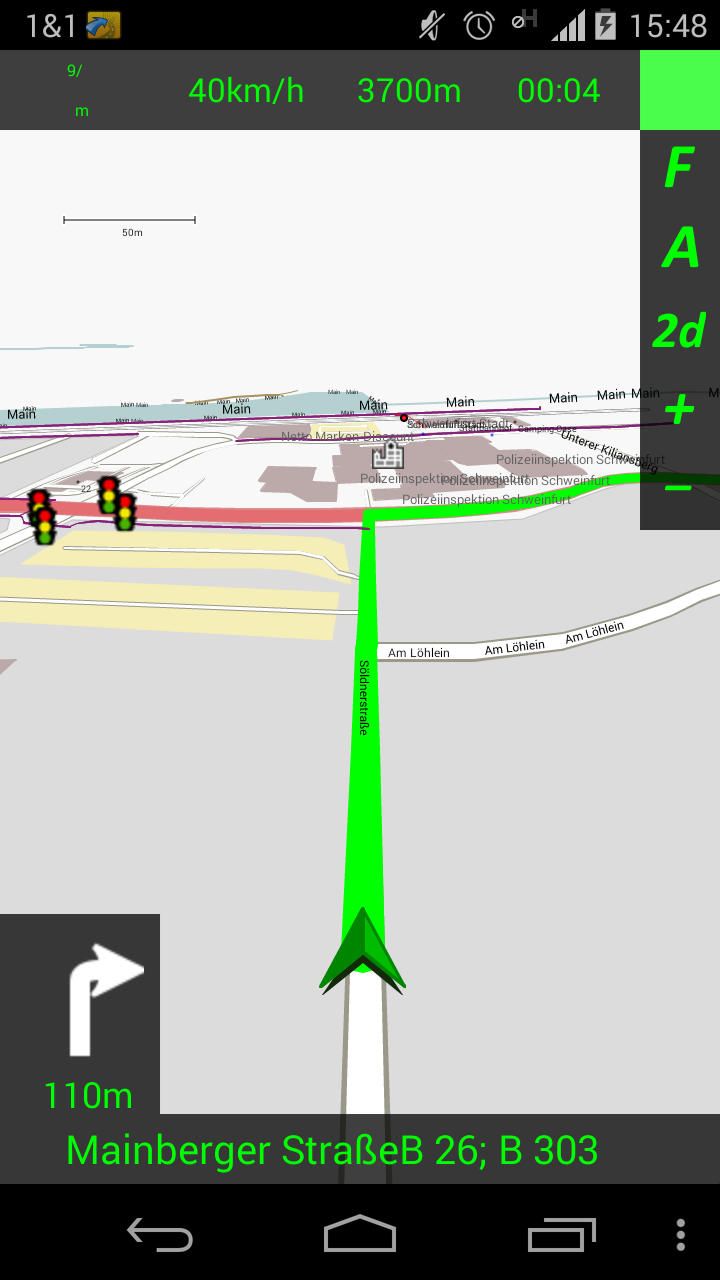 1&1 H 15:48
9/
m
40km/h 3700m 00:04
F
A
2d
+
−
50m
Main Main Main Main Main Main Main
Netto Marken-Discount
Unterer Kiliansberg
Polizeiinspektion Schweinfurt
Polizeiinspektion Schweinfurt
Polizeiinspektion Schweinfurt
Polizeiinspektion Schweinfurt
22
Am Löhlein Am Löhlein Am Löhlein
Söldnerstraße
110m
Mainberger StraßeB 26; B 303